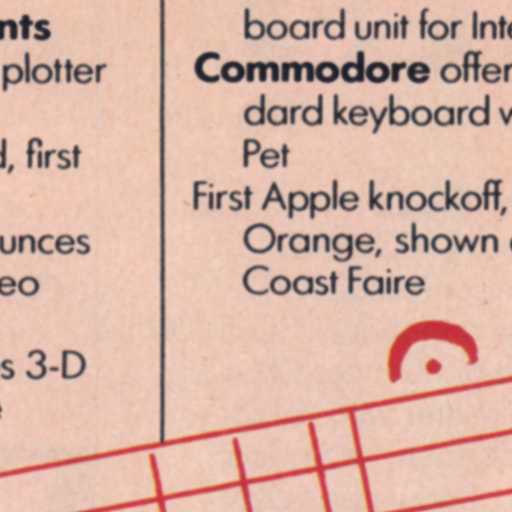 nts
plotter
, first
unces
eo
s 3-D
board unit for
Commodore offer
dard keyboard
Pet
First Apple knockoff,
Orange, shown
Coast Faire